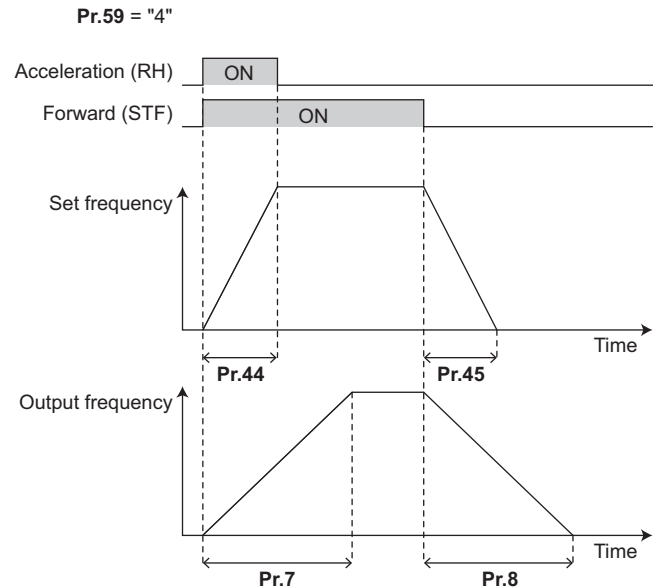 Pr.59 = "4"
Acceleration (RH)
ON
Forward (STF)
ON
Set frequency
Time
Pr.44
Pr.45
Output frequency
Time
Pr.7
Pr.8